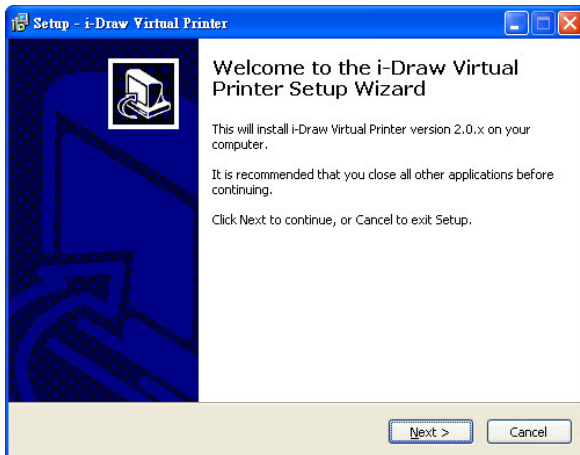 Setup - i-Draw Virtual Printer
Welcome to the i-Draw Virtual
Printer Setup Wizard
This will install i-Draw Virtual Printer version 2.0.x on your
computer.
It is recommended that you close all other applications before
continuing.
Click Next to continue, or Cancel to exit Setup.
Next >
Cancel